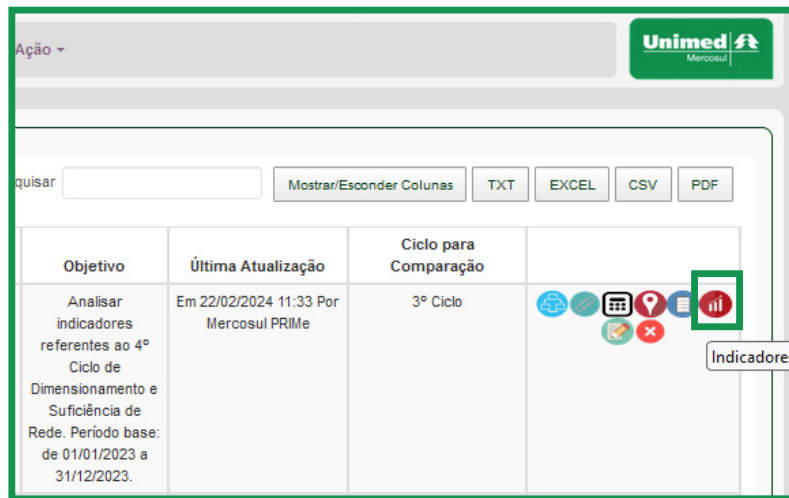 Ação
Unimed
Mercosul
quisar
Mostrar/Esconder Colunas
TXT
EXCEL
CSV
PDF
Objetivo
Última Atualização
Ciclo para
Comparação
Analisar
indicadores
referentes ao 4º
Ciclo de
Dimensionamento e
Suficiência de
Rede. Período base:
de 01/01/2023 a
31/12/2023.
Em 22/02/2024 11:33 Por
Mercosul PRIMe
3º Ciclo
Indicadore